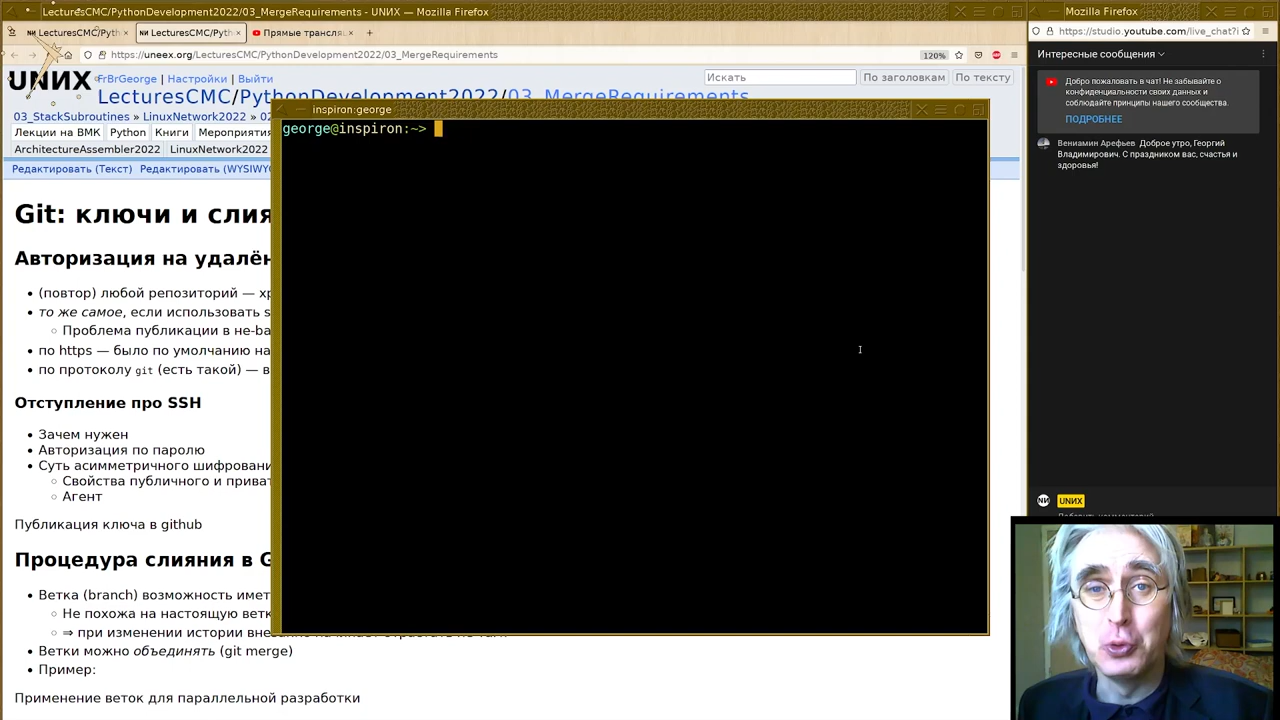 LecturesCMC/PythonDevelopment2022/03_MergeRequirements - UNИX — Mozilla Firefox
Mozilla Firefox
LecturesCMC/Pyth
LecturesCMC/Pyth
Прямые трансляц
https://uneex.org/LecturesCMC/PythonDevelopment2022/03_MergeRequirements
120%
https://studio.youtube.com/live_chat?i
UNИX
FrBrGeorge
Настройки
Выйти
Искать
По заголовкам
По тексту
LecturesCMC/PythonDevelopment2022/03_MergeRequirements
03_StackSubroutines » LinuxNetwork2022 » 02
Лекции на ВМК
Python
Книги
Мероприятия
ArchitectureAssembler2022
LinuxNetwork2022
Редактировать (Текст)
Редактировать (WYSIWYG
inspiron:george
george@inspiron:~>
Git: ключи и слия
Авторизация на удалён
• (повтор) любой репозиторий — хр
• то же самое, если использовать s
◦ Проблема публикации в не-ba
• по https — было по умолчанию на
• по протоколу git (есть такой) — в
Отступление про SSH
• Зачем нужен
• Авторизация по паролю
• Суть асимметричного шифровани
◦ Свойства публичного и приват
◦ Агент
Публикация ключа в github
Процедура слияния в G
• Ветка (branch) возможность имет
◦ Не похожа на настоящую ветк
◦ ⇒ при изменении истории
• Ветки можно объединять (git merge)
• Пример:
Применение веток для параллельной разработки
Интересные сообщения
Добро пожаловать в чат! Не забывайте о
конфиденциальности своих данных и
соблюдайте принципы нашего сообщества.
ПОДРОБНЕЕ
Вениамин Арефьев Доброе утро, Георгий
Владимирович. С праздником вас, счастья и
здоровья!
UNИX